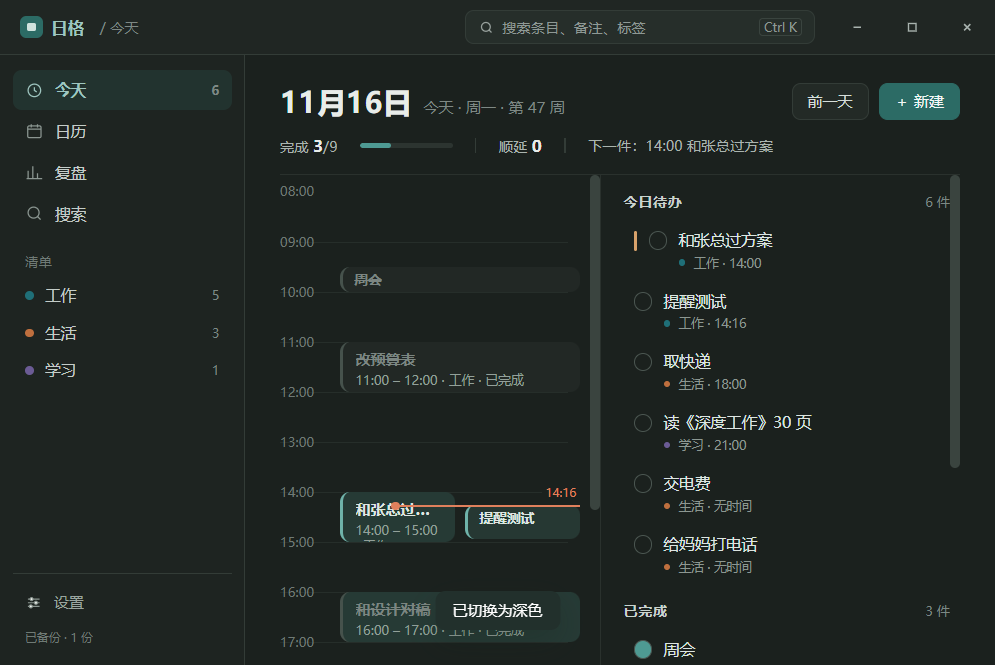 日格 / 今天
搜索条目、备注、标签 Ctrl K
今天 6
日历
复盘
搜索
清单
工作 5
生活 3
学习 1
设置
已备份 · 1 份
11月16日 今天 · 周一 · 第 47 周
前一天
+ 新建
完成 3/9 顺延 0 下一件：14:00 和张总过方案
08:00
09:00
周会
10:00
11:00
改预算表
11:00 – 12:00 · 工作 · 已完成
12:00
13:00
14:00
14:16
和张总过…
14:00 – 15:00
提醒测试
15:00
16:00
和设计对稿
16:00 – 17:00 · 工作 · 已完成
已切换为深色
17:00
今日待办 6 件
和张总过方案
工作 · 14:00
提醒测试
工作 · 14:16
取快递
生活 · 18:00
读《深度工作》30 页
学习 · 21:00
交电费
生活 · 无时间
给妈妈打电话
生活 · 无时间
已完成 3 件
周会